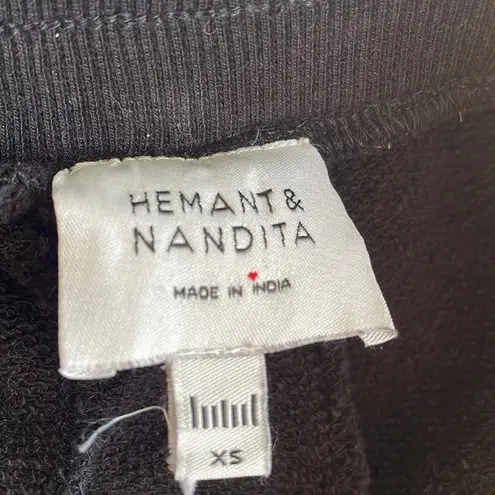 HEMANT &
NANDITA
MADE IN INDIA
XS